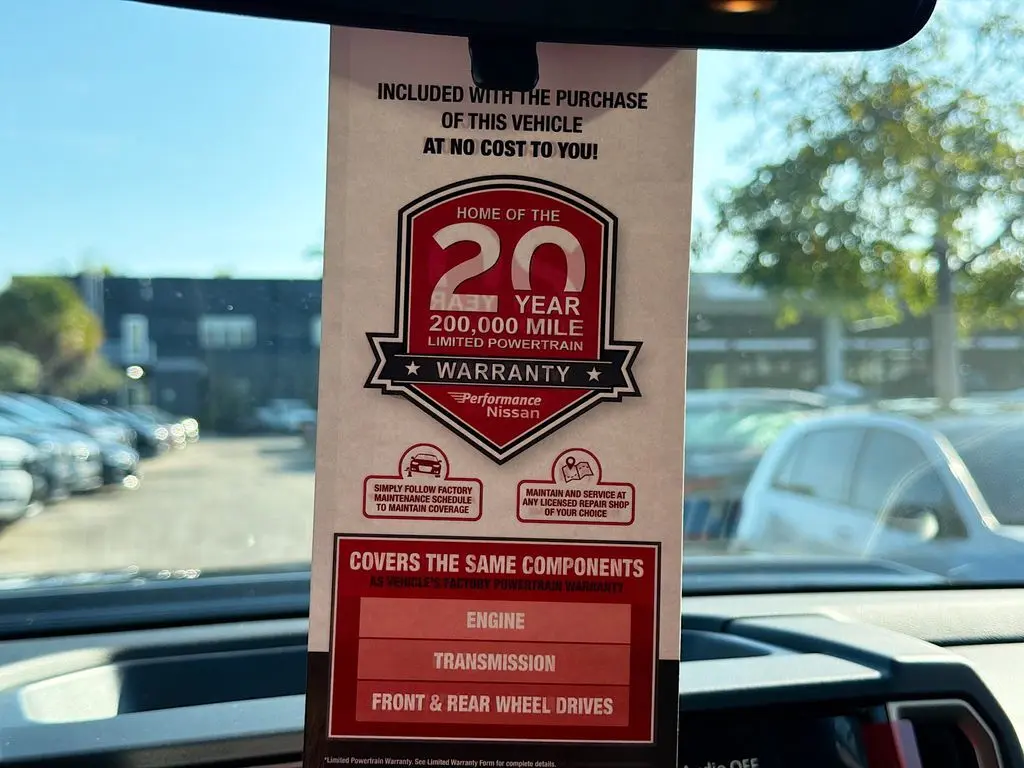 INCLUDED WITH THE PURCHASE
OF THIS VEHICLE
AT NO COST TO YOU!
HOME OF THE
20
YEAR
200,000 MILE
LIMITED POWERTRAIN
WARRANTY
Performance
Nissan
SIMPLY FOLLOW FACTORY
MAINTENANCE SCHEDULE
TO MAINTAIN COVERAGE
MAINTAIN AND SERVICE AT
ANY LICENSED REPAIR SHOP
OF YOUR CHOICE
COVERS THE SAME COMPONENTS
AS VEHICLE'S FACTORY POWERTRAIN WARRANTY
ENGINE
TRANSMISSION
FRONT & REAR WHEEL DRIVES
*Limited Powertrain Warranty. See Limited Warranty Form for complete details.
Audio OFF